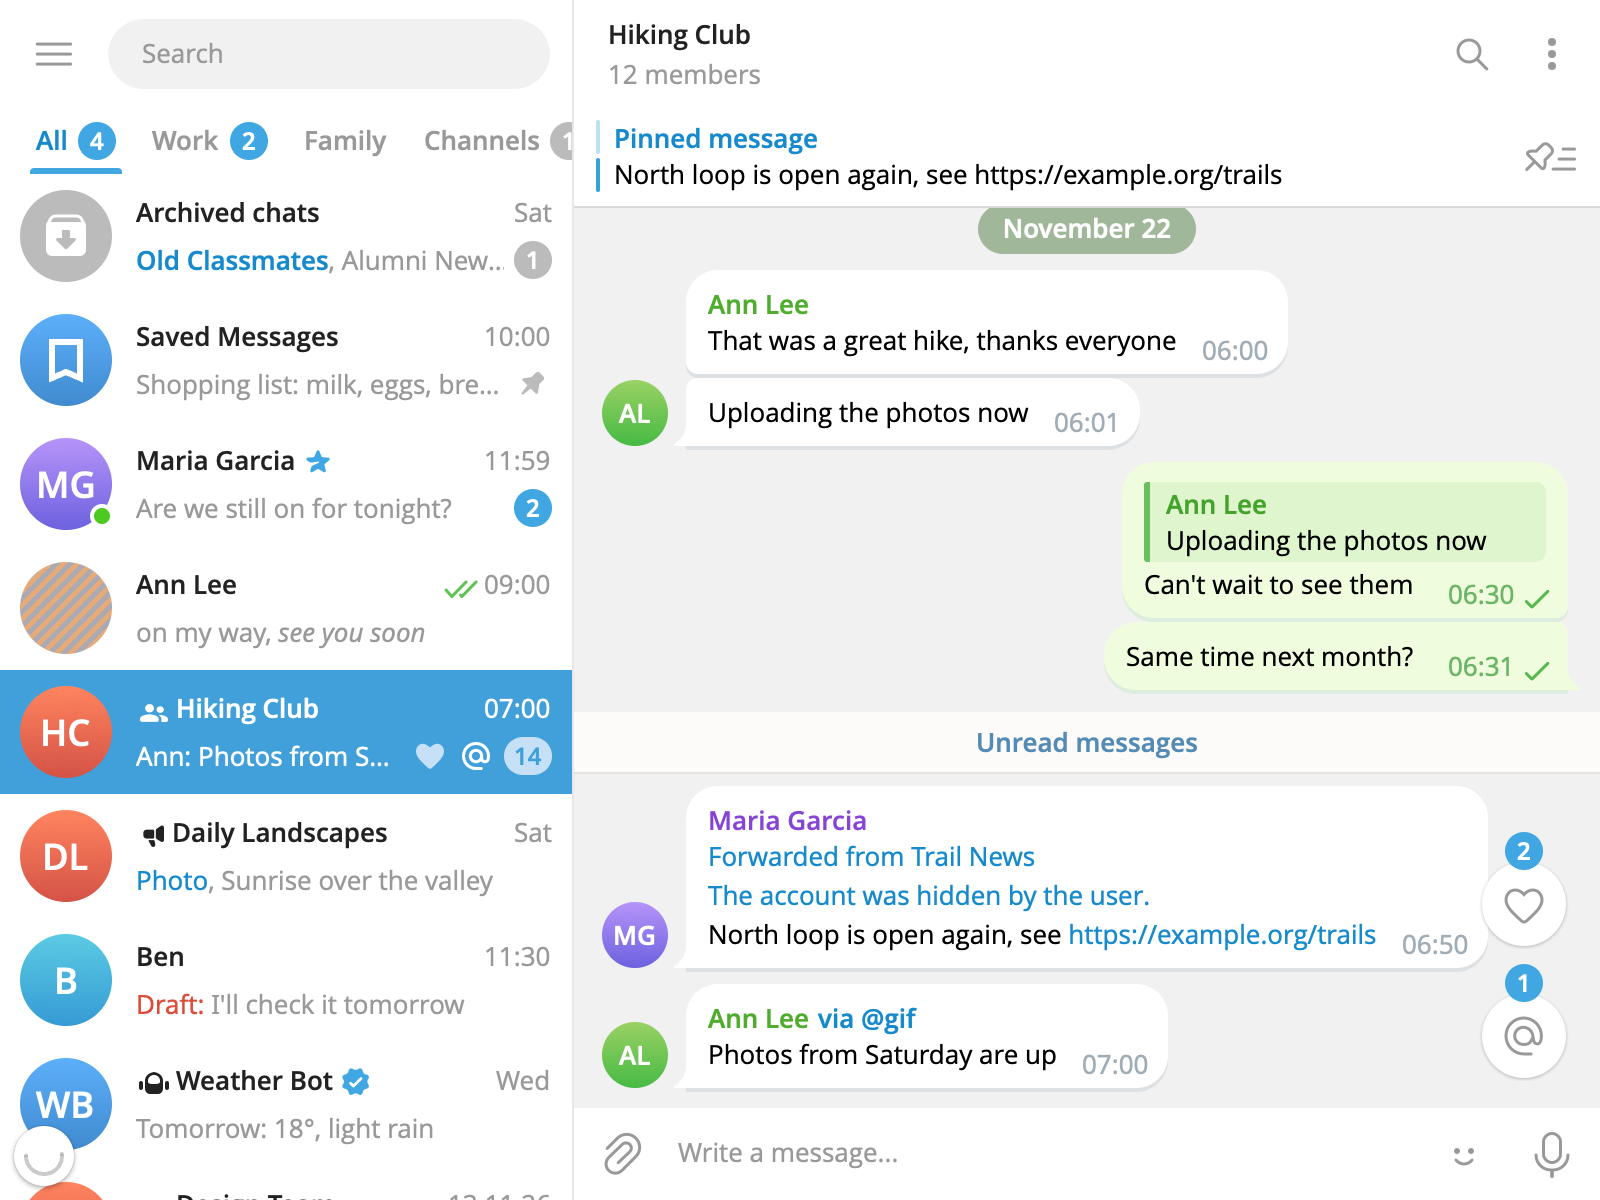 Search
All 4
Work 2
Family
Channels 1
Archived chats Sat
Old Classmates, Alumni New... 1
Saved Messages 10:00
Shopping list: milk, eggs, bre...
MG
Maria Garcia 11:59
Are we still on for tonight? 2
Ann Lee 09:00
on my way, see you soon
HC
Hiking Club 07:00
Ann: Photos from S... @ 14
DL
Daily Landscapes Sat
Photo, Sunrise over the valley
B
Ben 11:30
Draft: I'll check it tomorrow
WB
Weather Bot Wed
Tomorrow: 18°, light rain
Design Team
Hiking Club
12 members
Pinned message
North loop is open again, see https://example.org/trails
November 22
Ann Lee
That was a great hike, thanks everyone 06:00
AL
Uploading the photos now 06:01
Ann Lee
Uploading the photos now
Can't wait to see them 06:30
Same time next month? 06:31
Unread messages
Maria Garcia
Forwarded from Trail News
The account was hidden by the user.
MG
North loop is open again, see https://example.org/trails 06:50
2
1
@
Ann Lee via @gif
AL
Photos from Saturday are up 07:00
Write a message...